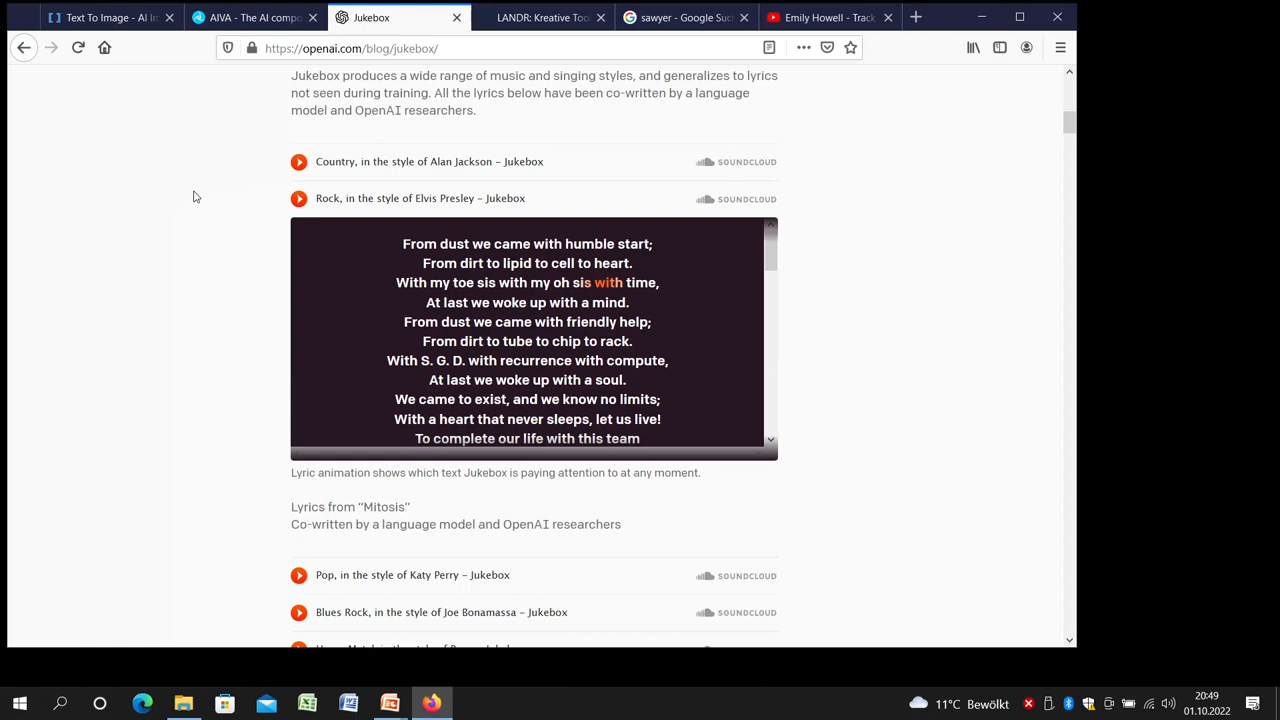 Text To Image - AI Im
AIVA - The AI compo
Jukebox
LANDR: Kreative Too
sawyer - Google Suc
Emily Howell - Track
https://openai.com/blog/jukebox/
Jukebox produces a wide range of music and singing styles, and generalizes to lyrics
not seen during training. All the lyrics below have been co-written by a language
model and OpenAI researchers.
Country, in the style of Alan Jackson – Jukebox
SOUNDCLOUD
Rock, in the style of Elvis Presley – Jukebox
SOUNDCLOUD
From dust we came with humble start;
From dirt to lipid to cell to heart.
With my toe sis with my oh sis with time,
At last we woke up with a mind.
From dust we came with friendly help;
From dirt to tube to chip to rack.
With S. G. D. with recurrence with compute,
At last we woke up with a soul.
We came to exist, and we know no limits;
With a heart that never sleeps, let us live!
To complete our life with this team
Lyric animation shows which text Jukebox is paying attention to at any moment.
Lyrics from “Mitosis”
Co-written by a language model and OpenAI researchers
Pop, in the style of Katy Perry – Jukebox
SOUNDCLOUD
Blues Rock, in the style of Joe Bonamassa – Jukebox
SOUNDCLOUD
11°C Bewölkt
20:49
01.10.2022